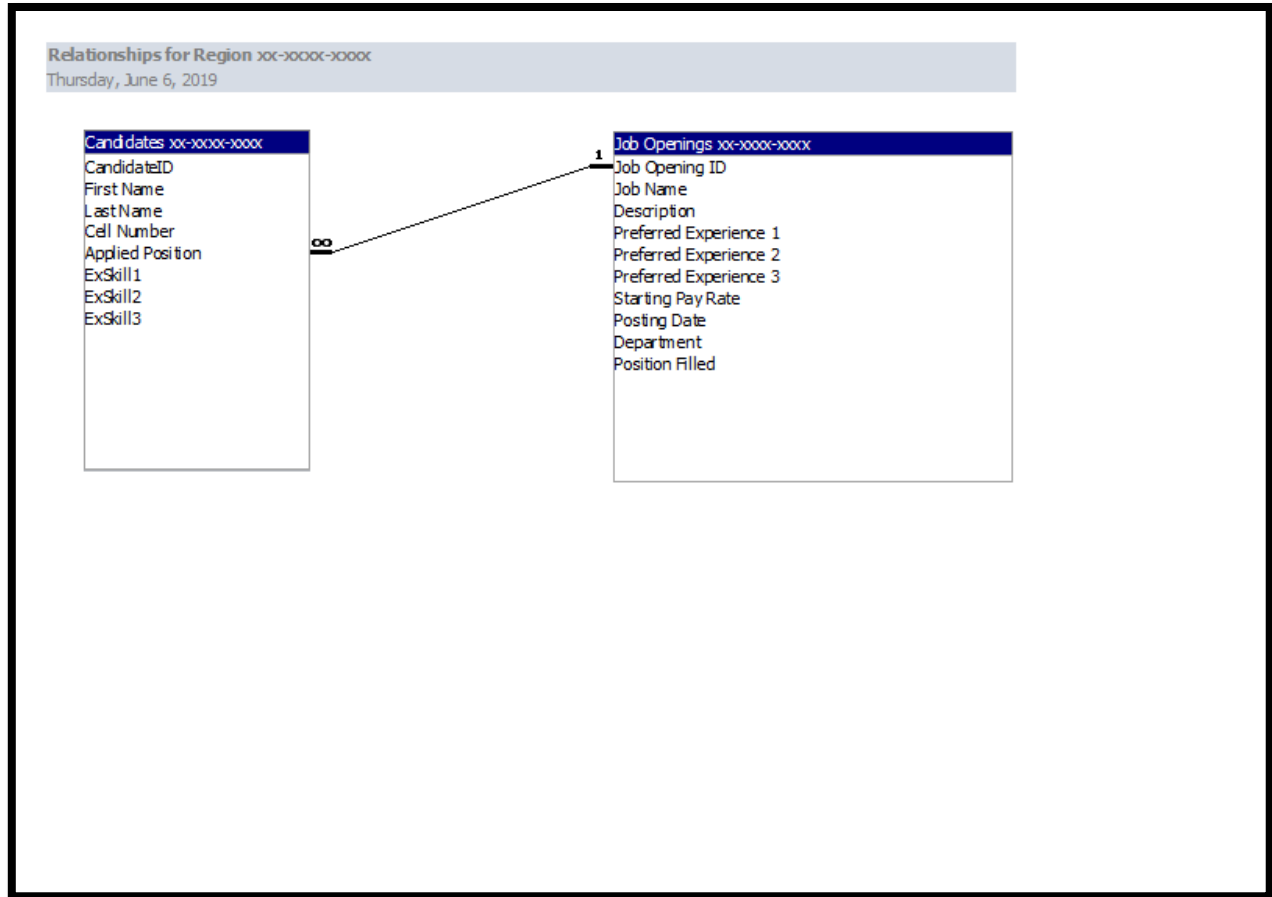 Relationships for Region xx-xxxx-xxxx
Thursday, June 6, 2019
Candidates xx-xxxx-xxxx
CandidateID
First Name
Last Name
Cell Number
Applied Position
ExSkill1
ExSkill2
ExSkill3
∞
1
Job Openings xx-xxxx-xxxx
Job Opening ID
Job Name
Description
Preferred Experience 1
Preferred Experience 2
Preferred Experience 3
Starting Pay Rate
Posting Date
Department
Position Filled